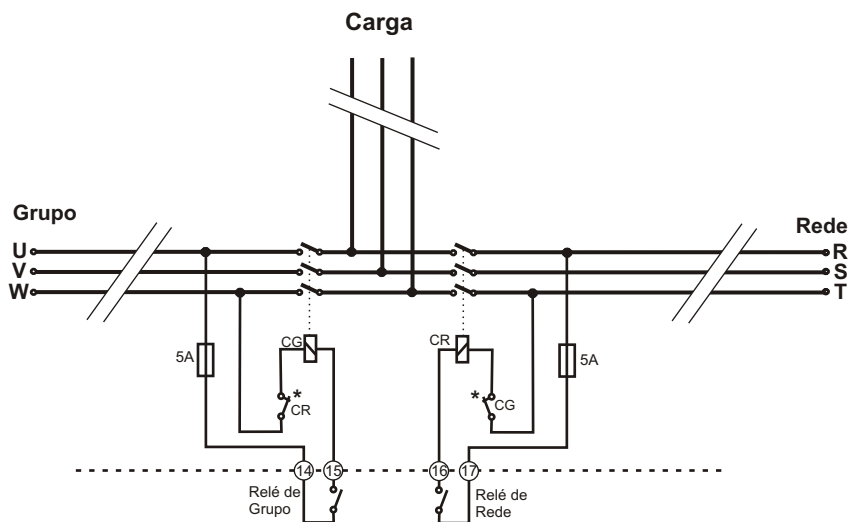 Carga
Grupo
Rede
U
R
V
S
W
T
CG
CR
5A
5A
*
CR
*
CG
14
15
16
17
Relé de
Grupo
Relé de
Rede